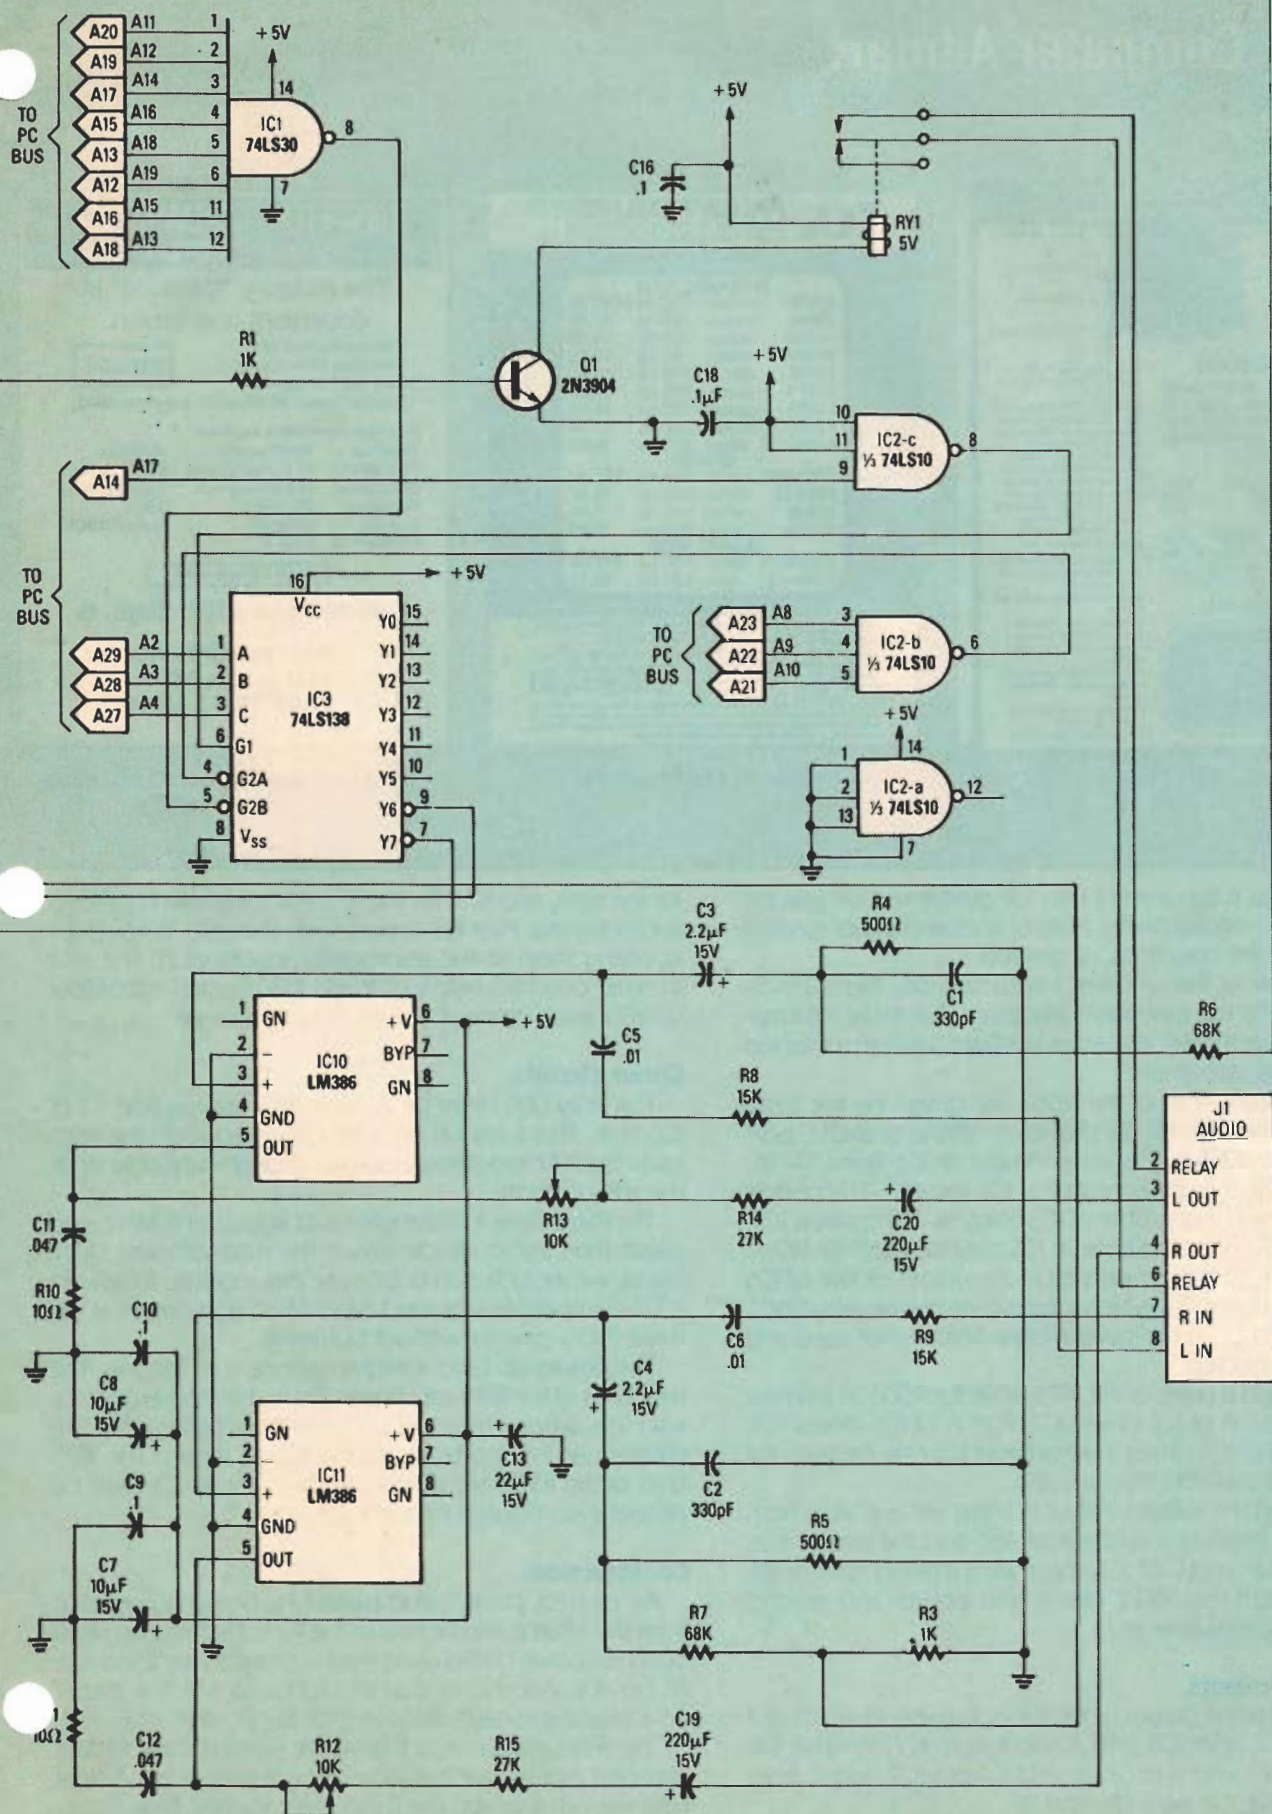 A20 A11 1
A19 A12 2
A17 A14 3
A15 A16 4
A13 A18 5
A12 A19 6
A16 A15 11
A18 A13 12
TO
PC
BUS
+5V
14
IC1
74LS30
8
7
+5V
C16
.1
RY1
5V
R1
1K
Q1
2N3904
C18
.1µF
+5V
10
11
9
IC2-c
⅓ 74LS10
8
A14 A17
TO
PC
BUS
A29 A2 1 A
A28 A3 2 B
A27 A4 3 C
6 G1
4 G2A
5 G2B
8 VSS
16
VCC
+5V
IC3
74LS138
Y0 15
Y1 14
Y2 13
Y3 12
Y4 11
Y5 10
Y6 9
Y7 7
TO
PC
BUS
A23 A8 3
A22 A9 4
A21 A10 5
IC2-b
⅓ 74LS10
6
+5V
14
1
2
13
IC2-a
⅓ 74LS10
12
7
C3
2.2µF
15V
+
R4
500Ω
C1
330pF
R6
68K
1 GN
2 −
3 +
4 GND
5 OUT
IC10
LM386
+V 6
BYP 7
GN 8
+5V
C5
.01
R8
15K
J1
AUDIO
2 RELAY
3 L OUT
4 R OUT
6 RELAY
7 R IN
8 L IN
R13
10K
R14
27K
+
C20
220µF
15V
C11
.047
R10
10Ω
C10
.1
C8
10µF
15V
+
C6
.01
R9
15K
C4
2.2µF
15V
+
1 GN
2 −
3 +
4 GND
5 OUT
IC11
LM386
+V 6
BYP 7
GN 8
+
C13
22µF
15V
C9
.1
C7
10µF
15V
+
C2
330pF
R5
500Ω
R7
68K
R3
1K
1
10Ω
C12
.047
R12
10K
R15
27K
C19
220µF
15V
+